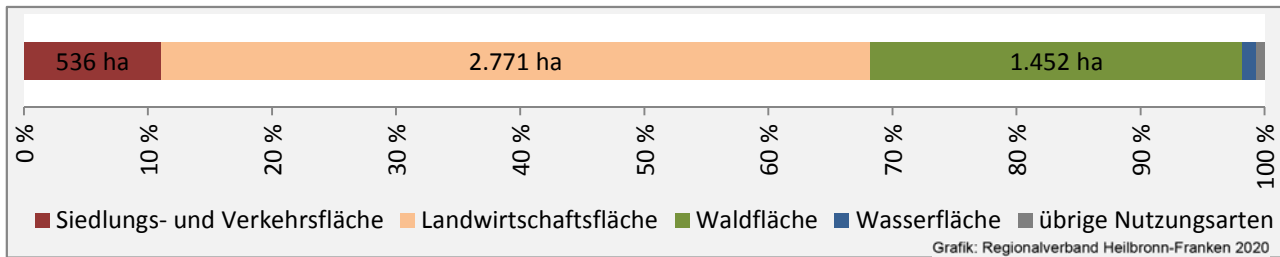 536 ha 2.771 ha 1.452 ha
0 % 10 % 20 % 30 % 40 % 50 % 60 % 70 % 80 % 90 % 100 %
Siedlungs- und Verkehrsfläche Landwirtschaftsfläche Waldfläche Wasserfläche übrige Nutzungsarten
Grafik: Regionalverband Heilbronn-Franken 2020